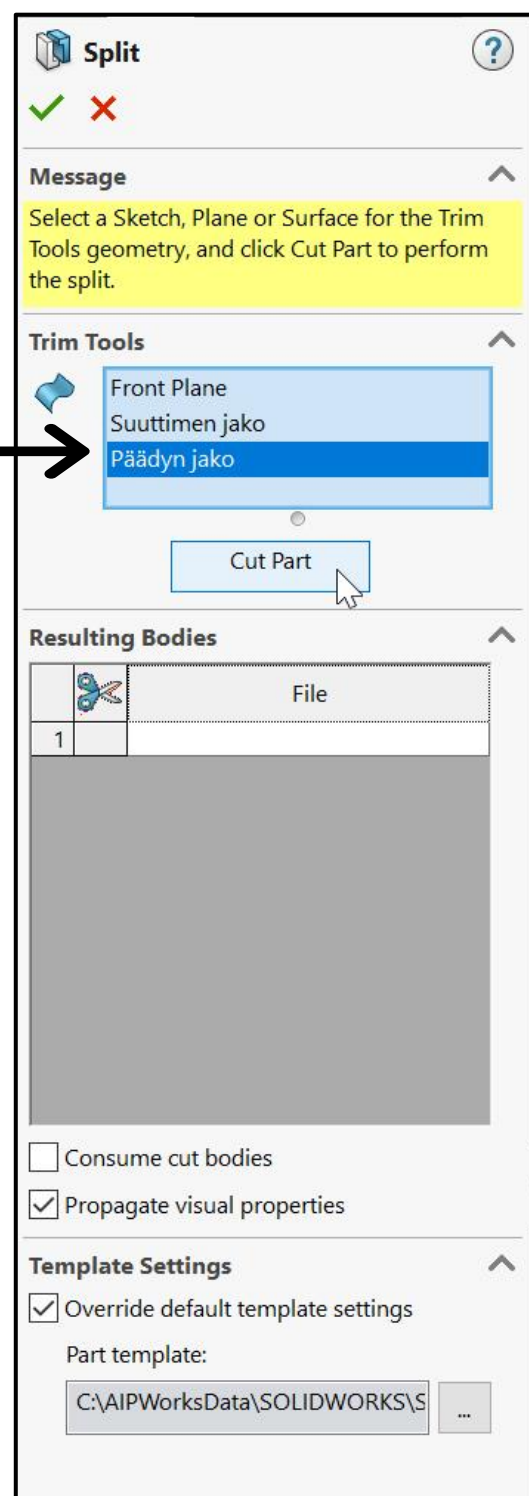 Split
?
Message
Select a Sketch, Plane or Surface for the Trim
Tools geometry, and click Cut Part to perform
the split.
Trim Tools
Front Plane
Suuttimen jako
Päädyn jako
Cut Part
Resulting Bodies
File
1
Consume cut bodies
Propagate visual properties
Template Settings
Override default template settings
Part template:
C:\AIPWorksData\SOLIDWORKS\S
...